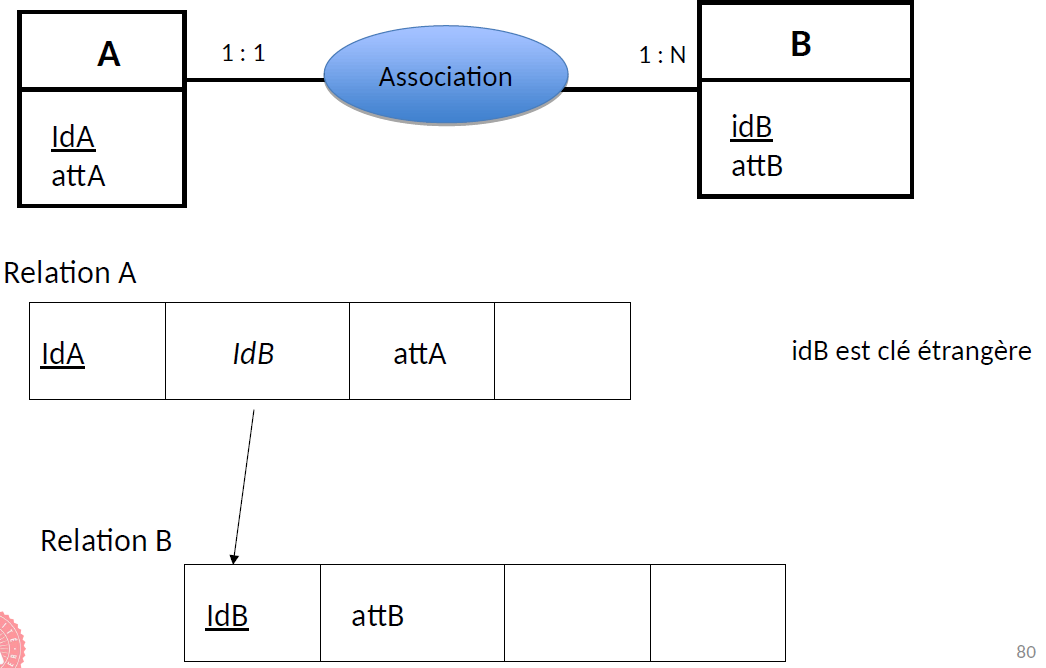 A
1 : 1
Association
1 : N
B
IdA
attA
idB
attB
Relation A
IdA
IdB
attA
idB est clé étrangère
Relation B
IdB
attB
80